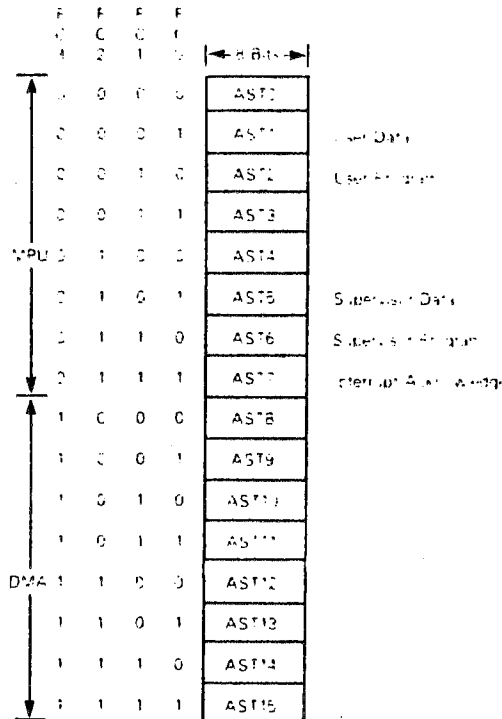 F F F F
C C C C
3 2 1 0 8 Bits
0 0 0 0 AST0
0 0 0 1 AST1 User Data
0 0 1 0 AST2 User Program
0 0 1 1 AST3
MPU 0 1 0 0 AST4
0 1 0 1 AST5 Supervisor Data
0 1 1 0 AST6 Supervisor Program
0 1 1 1 AST7 Interrupt Acknowledge
1 0 0 0 AST8
1 0 0 1 AST9
1 0 1 0 AST10
1 0 1 1 AST11
DMA 1 1 0 0 AST12
1 1 0 1 AST13
1 1 1 0 AST14
1 1 1 1 AST15